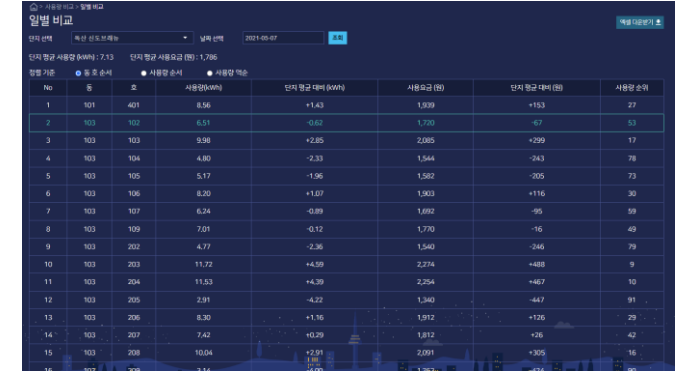 > 사용량 비교 > 일별 비교
일별 비교
엑셀 다운받기
단지 선택 옥산 신도브래뉴 날짜 선택 2021-05-07 조회
단지 평균 사용량 (kWh) : 7.13 단지 평균 사용요금 (원) : 1,786
정렬 기준 동 호 순서 사용량 순서 사용량 역순
No 동 호 사용량(kWh) 단지 평균 대비 (kWh) 사용요금 (원) 단지 평균 대비 (원) 사용량 순위
1 101 401 8.56 +1.43 1,939 +153 27
2 103 102 6.51 -0.62 1,720 -67 53
3 103 103 9.98 +2.85 2,085 +299 17
4 103 104 4.80 -2.33 1,544 -243 78
5 103 105 5.17 -1.96 1,582 -205 73
6 103 106 8.20 +1.07 1,903 +116 30
7 103 107 6.24 -0.89 1,692 -95 59
8 103 109 7.01 -0.12 1,770 -16 49
9 103 202 4.77 -2.36 1,540 -246 79
10 103 203 11.72 +4.59 2,274 +488 9
11 103 204 11.53 +4.39 2,254 +467 10
12 103 205 2.91 -4.22 1,340 -447 91
13 103 206 8.30 +1.16 1,912 +126 29
14 103 207 7.42 +0.29 1,812 +26 42
15 103 208 10.04 +2.91 2,091 +305 16